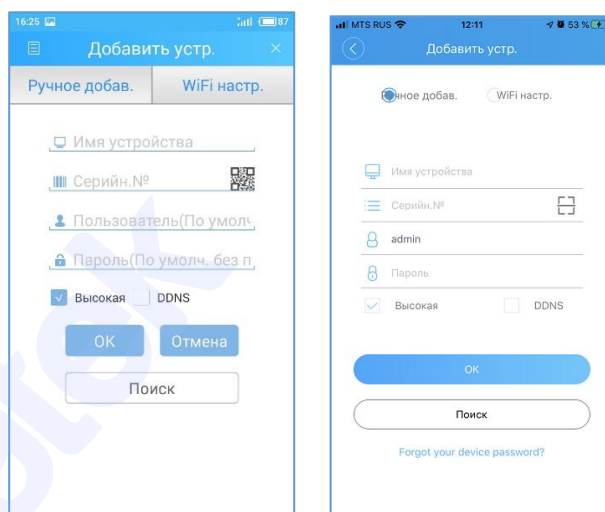 16:25
87
Добавить устр.
Ручное добав.
WiFi настр.
Имя устройства
Серийн.№
Пользователь(По умолч
Пароль(По умолч. без п
Высокая
DDNS
OK
Отмена
Поиск
MTS RUS
12:11
53 %
Добавить устр.
Ручное добав.
WiFi настр.
Имя устройства
Серийн.№
admin
Пароль
Высокая
DDNS
OK
Поиск
Forgot your device password?